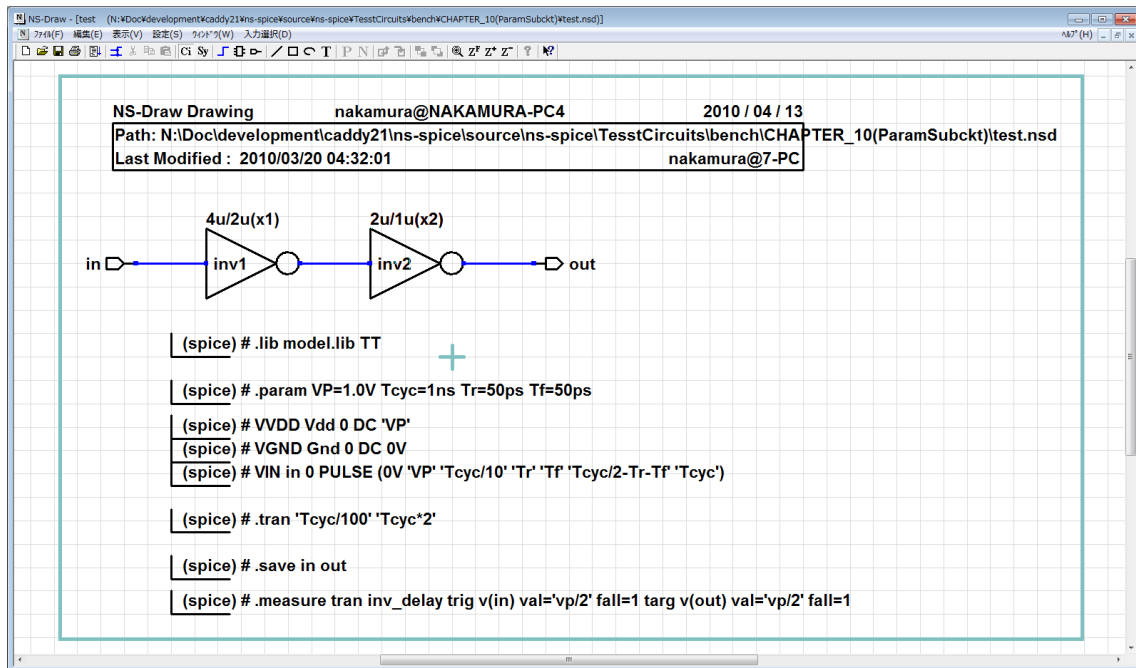 NS-Draw - [test (N:¥Doc¥development¥caddy21¥ns-spice¥source¥ns-spice¥TesstCircuits¥bench¥CHAPTER_10(ParamSubckt)¥test.nsd)]
ファイル(F) 編集(E) 表示(V) 設定(S) ウィンドウ(W) 入力選択(D) ヘルプ(H)
Ci Sy T P N Z^F Z^+ Z^- ?
NS-Draw Drawing nakamura@NAKAMURA-PC4 2010 / 04 / 13
Path: N:\Doc\development\caddy21\ns-spice\source\ns-spice\TesstCircuits\bench\CHAPTER_10(ParamSubckt)\test.nsd
Last Modified : 2010/03/20 04:32:01 nakamura@7-PC
4u/2u(x1) 2u/1u(x2)
in inv1 inv2 out
(spice) # .lib model.lib TT
(spice) # .param VP=1.0V Tcyc=1ns Tr=50ps Tf=50ps
(spice) # VVDD Vdd 0 DC 'VP'
(spice) # VGND Gnd 0 DC 0V
(spice) # VIN in 0 PULSE (0V 'VP' 'Tcyc/10' 'Tr' 'Tf' 'Tcyc/2-Tr-Tf' 'Tcyc')
(spice) # .tran 'Tcyc/100' 'Tcyc*2'
(spice) # .save in out
(spice) # .measure tran inv_delay trig v(in) val='vp/2' fall=1 targ v(out) val='vp/2' fall=1